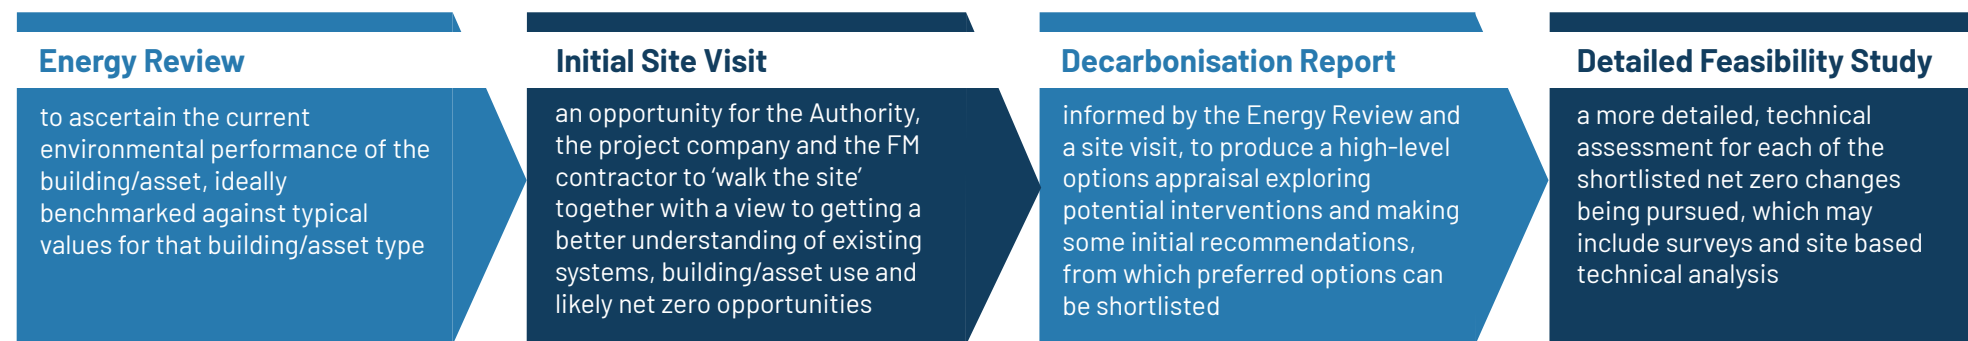 Energy Review
to ascertain the current
environmental performance of the
building/asset, ideally
benchmarked against typical
values for that building/asset type
Initial Site Visit
an opportunity for the Authority,
the project company and the FM
contractor to ‘walk the site’
together with a view to getting a
better understanding of existing
systems, building/asset use and
likely net zero opportunities
Decarbonisation Report
informed by the Energy Review and
a site visit, to produce a high-level
options appraisal exploring
potential interventions and making
some initial recommendations,
from which preferred options can
be shortlisted
Detailed Feasibility Study
a more detailed, technical
assessment for each of the
shortlisted net zero changes
being pursued, which may
include surveys and site based
technical analysis